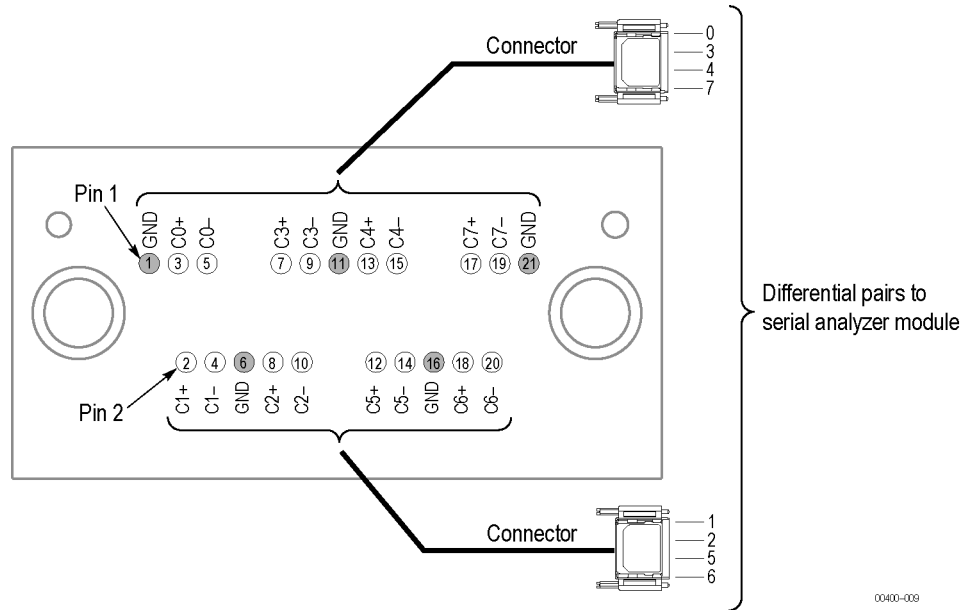 Connector
0
3
4
7
Pin 1
GND C0+ C0– C3+ C3– GND C4+ C4– C7+ C7– GND
1 3 5 7 9 11 13 15 17 19 21
Differential pairs to
serial analyzer module
2 4 6 8 10 12 14 16 18 20
C1+ C1– GND C2+ C2– C5+ C5– GND C6+ C6–
Pin 2
Connector
1
2
5
6
00400–009